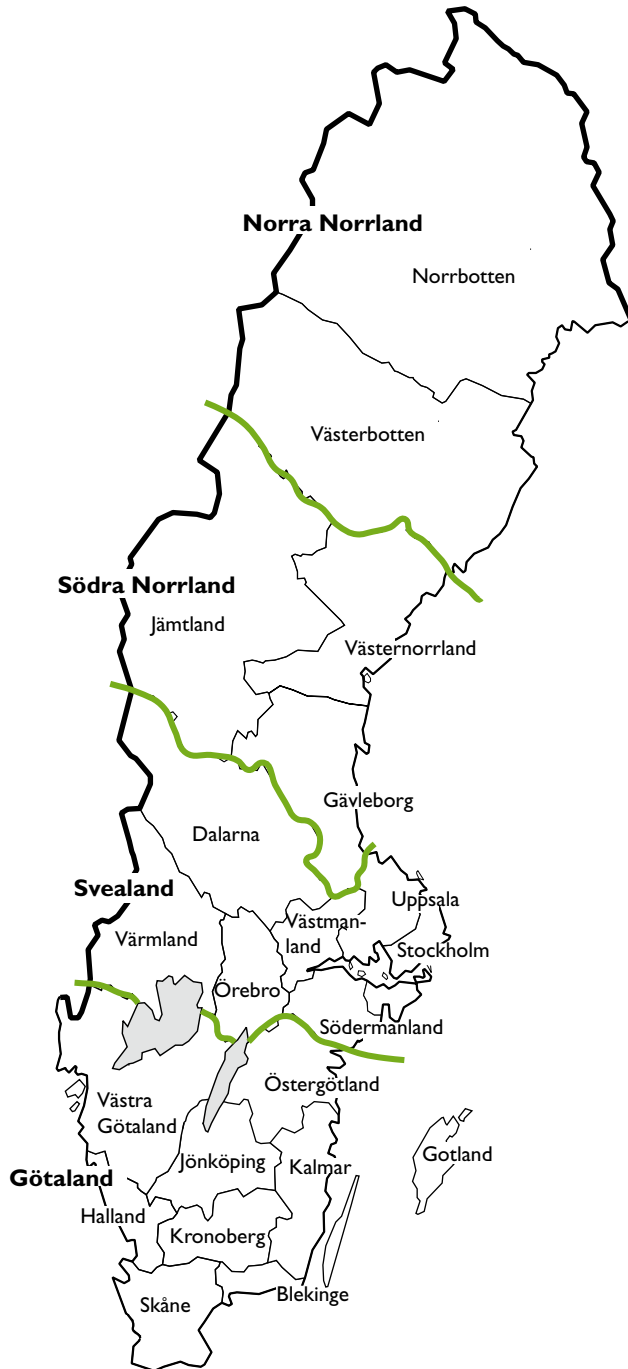 Norra Norrland
Norrbotten
Västerbotten
Södra Norrland
Jämtland
Västernorrland
Gävleborg
Dalarna
Svealand
Uppsala
Västman-
land
Värmland
Stockholm
Örebro
Södermanland
Östergötland
Västra
Götaland
Gotland
Jönköping
Kalmar
Götaland
Halland
Kronoberg
Blekinge
Skåne